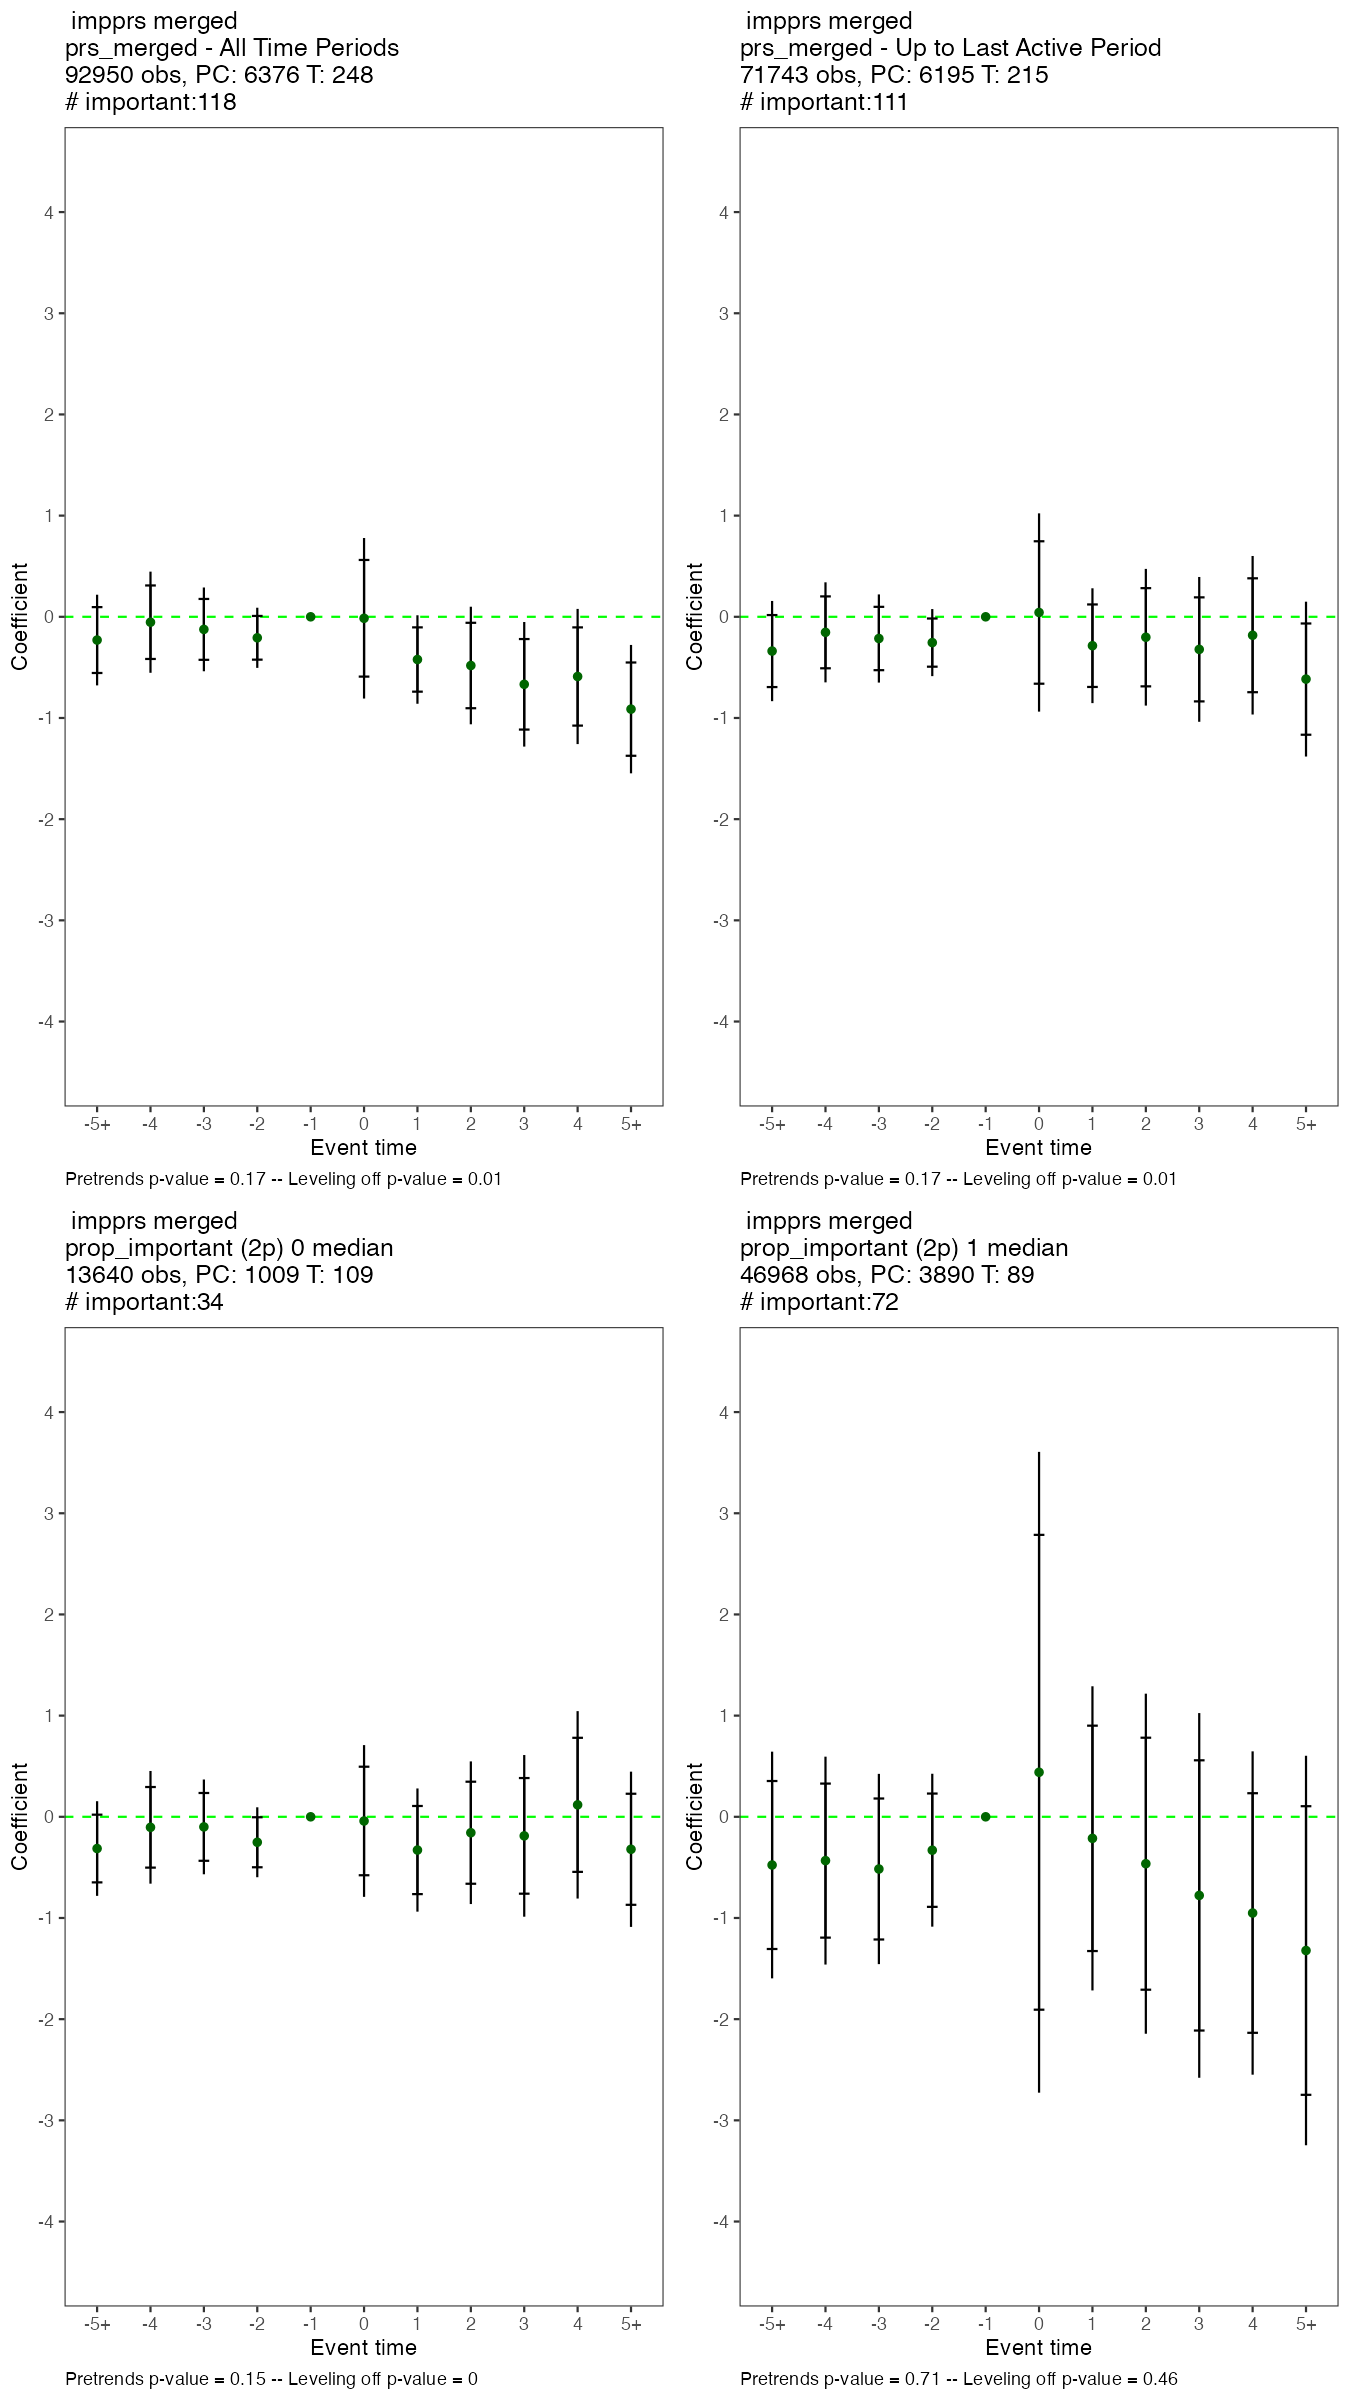 impprs merged
prs_merged - All Time Periods
92950 obs, PC: 6376 T: 248
# important:118
Coefficient
4
3
2
1
0
-1
-2
-3
-4
-5+ -4 -3 -2 -1 0 1 2 3 4 5+
Event time
Pretrends p-value = 0.17 -- Leveling off p-value = 0.01
impprs merged
prs_merged - Up to Last Active Period
71743 obs, PC: 6195 T: 215
# important:111
Coefficient
4
3
2
1
0
-1
-2
-3
-4
-5+ -4 -3 -2 -1 0 1 2 3 4 5+
Event time
Pretrends p-value = 0.17 -- Leveling off p-value = 0.01
impprs merged
prop_important (2p) 0 median
13640 obs, PC: 1009 T: 109
# important:34
Coefficient
4
3
2
1
0
-1
-2
-3
-4
-5+ -4 -3 -2 -1 0 1 2 3 4 5+
Event time
Pretrends p-value = 0.15 -- Leveling off p-value = 0
impprs merged
prop_important (2p) 1 median
46968 obs, PC: 3890 T: 89
# important:72
Coefficient
4
3
2
1
0
-1
-2
-3
-4
-5+ -4 -3 -2 -1 0 1 2 3 4 5+
Event time
Pretrends p-value = 0.71 -- Leveling off p-value = 0.46